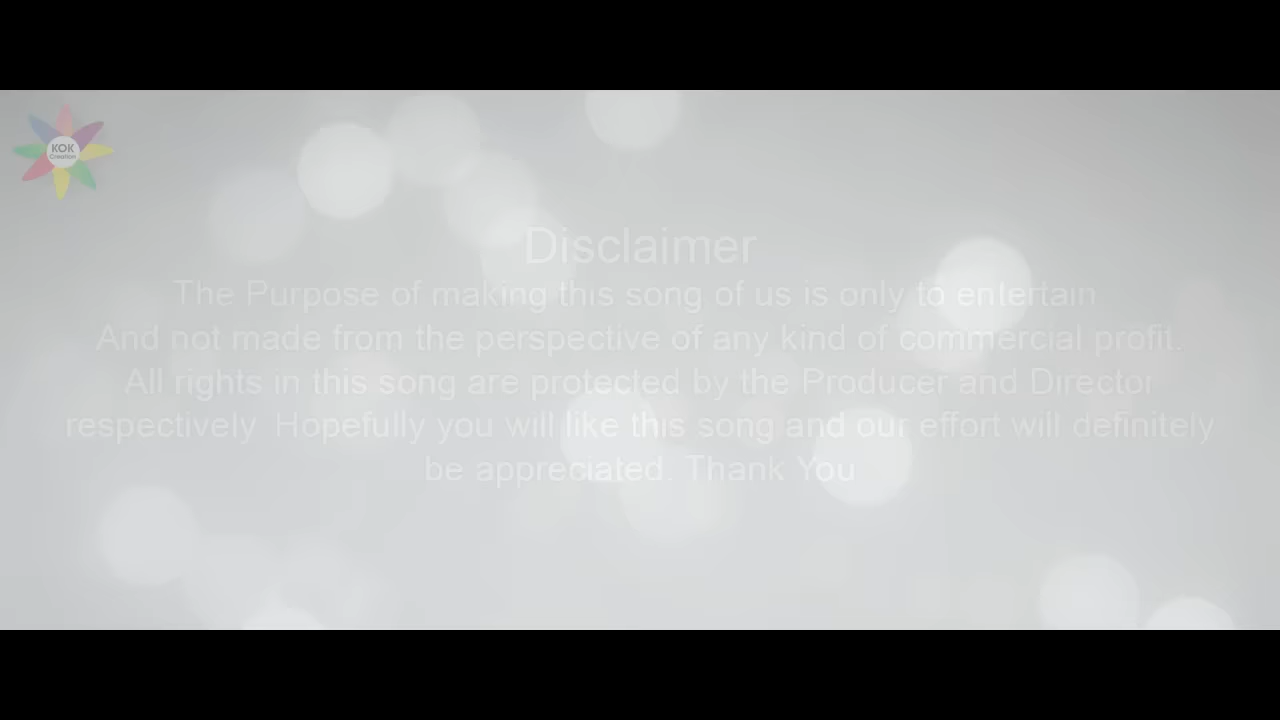 KOK
Creation
Disclaimer
The Purpose of making this song of us is only to entertain
And not made from the perspective of any kind of commercial profit.
All rights in this song are protected by the Producer and Director
respectively. Hopefully you will like this song and our effort will definitely
be appreciated. Thank You